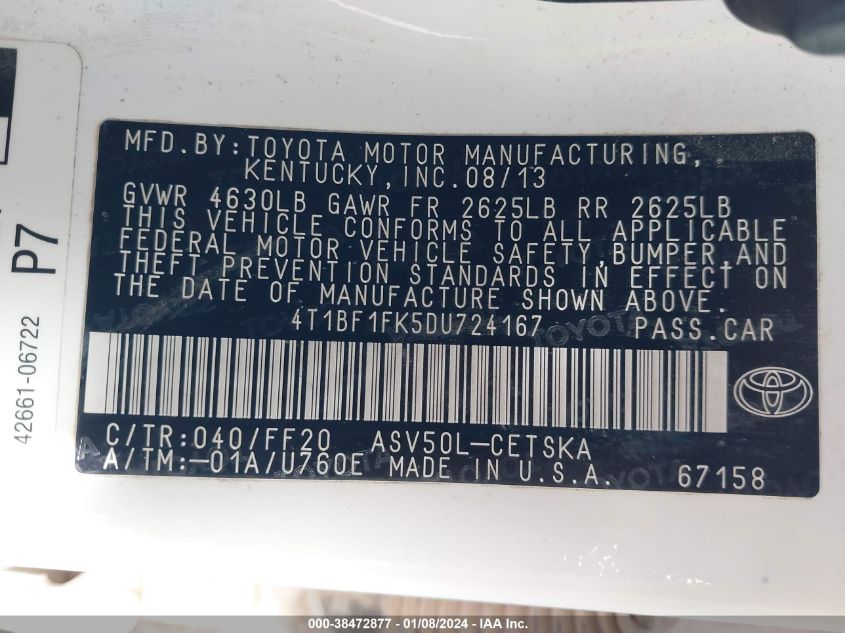 MFD.BY:TOYOTA MOTOR MANUFACTURING,
KENTUCKY,INC.08/13
GVWR 4630LB GAWR FR 2625LB RR 2625LB
THIS VEHICLE CONFORMS TO ALL APPLICABLE
FEDERAL MOTOR VEHICLE SAFETY,BUMPER,AND
THEFT PREVENTION STANDARDS IN EFFECT ON
THE DATE OF MANUFACTURE SHOWN ABOVE.
4T1BF1FK5DU724167 PASS.CAR
C/TR:040/FF20 ASV50L-CETSKA
A/TM:-01A/U760E MADE IN U.S.A. 67158
42661-06722 P7
000-38472877 - 01/08/2024 - IAA Inc.